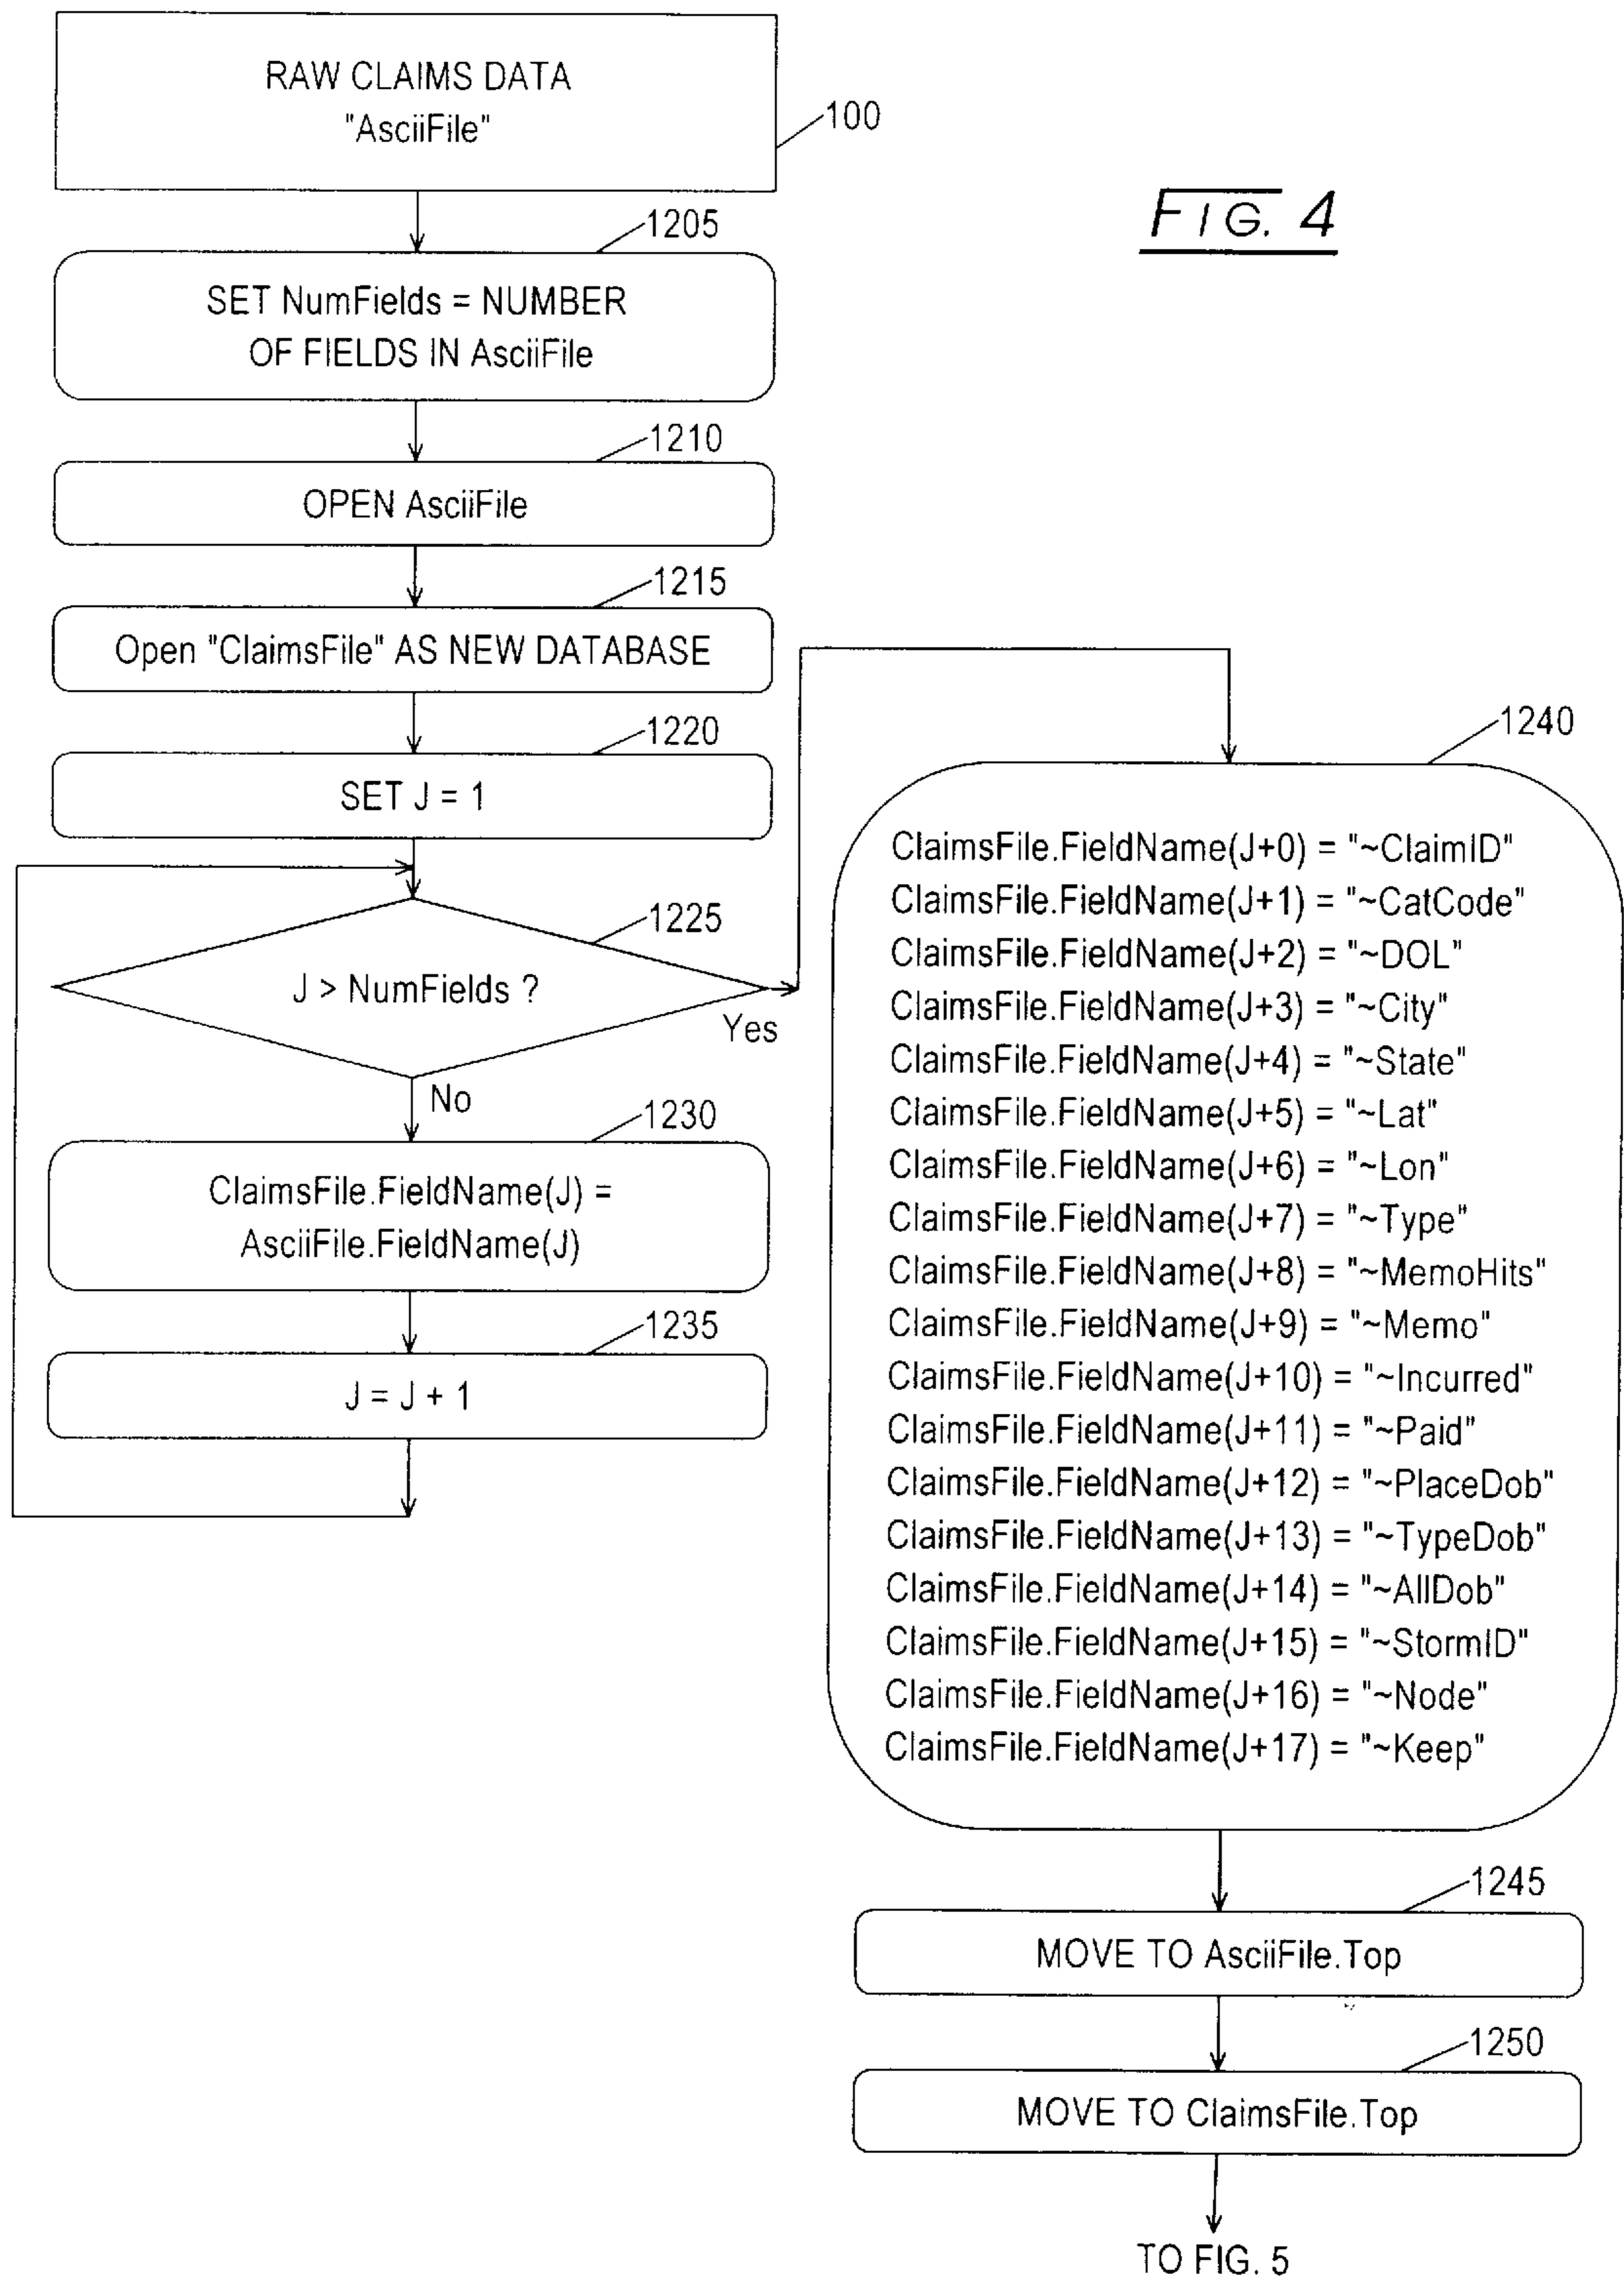 RAW CLAIMS DATA
"AsciiFile"
100
FIG. 4
1205
SET NumFields = NUMBER
OF FIELDS IN AsciiFile
1210
OPEN AsciiFile
1215
Open "ClaimsFile" AS NEW DATABASE
1220
SET J = 1
1225
J > NumFields ?
Yes
No
1230
ClaimsFile.FieldName(J) =
AsciiFile.FieldName(J)
1235
J = J + 1
1240
ClaimsFile.FieldName(J+0) = "~ClaimID"
ClaimsFile.FieldName(J+1) = "~CatCode"
ClaimsFile.FieldName(J+2) = "~DOL"
ClaimsFile.FieldName(J+3) = "~City"
ClaimsFile.FieldName(J+4) = "~State"
ClaimsFile.FieldName(J+5) = "~Lat"
ClaimsFile.FieldName(J+6) = "~Lon"
ClaimsFile.FieldName(J+7) = "~Type"
ClaimsFile.FieldName(J+8) = "~MemoHits"
ClaimsFile.FieldName(J+9) = "~Memo"
ClaimsFile.FieldName(J+10) = "~Incurred"
ClaimsFile.FieldName(J+11) = "~Paid"
ClaimsFile.FieldName(J+12) = "~PlaceDob"
ClaimsFile.FieldName(J+13) = "~TypeDob"
ClaimsFile.FieldName(J+14) = "~AllDob"
ClaimsFile.FieldName(J+15) = "~StormID"
ClaimsFile.FieldName(J+16) = "~Node"
ClaimsFile.FieldName(J+17) = "~Keep"
1245
MOVE TO AsciiFile.Top
1250
MOVE TO ClaimsFile.Top
TO FIG. 5